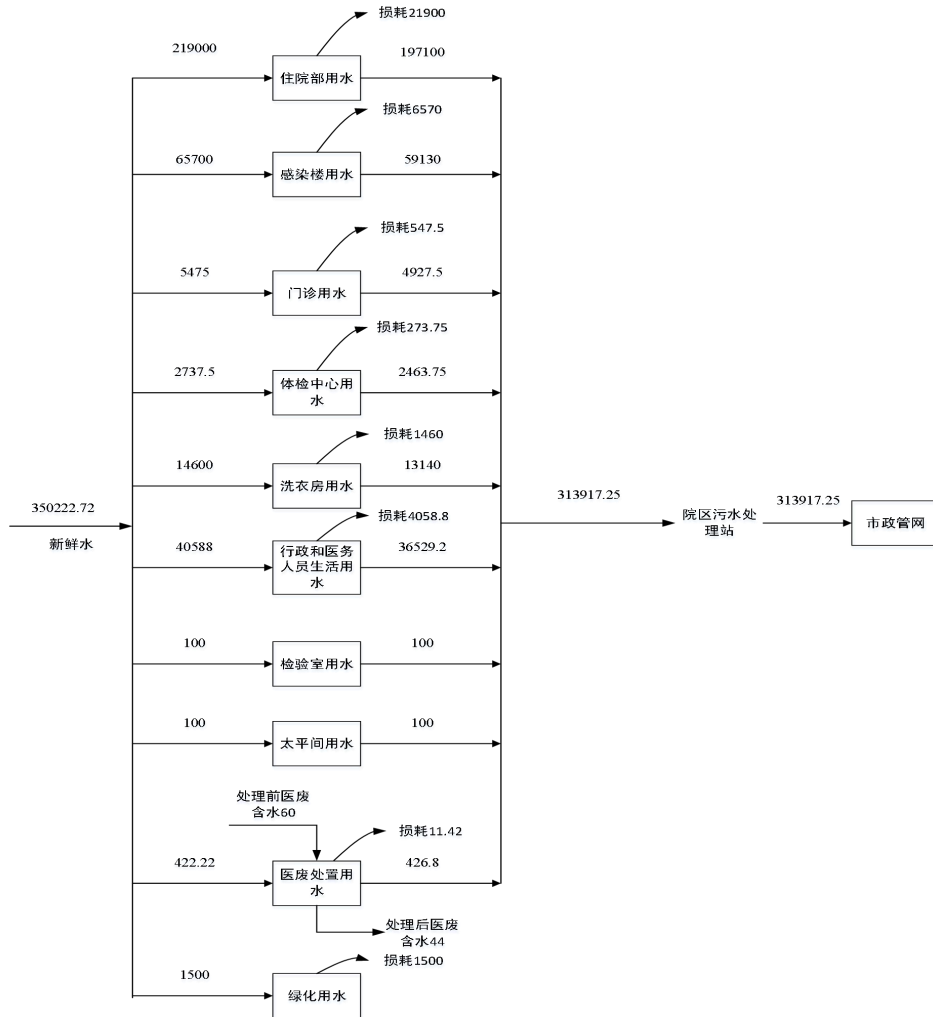 损耗21900
219000
住院部用水
197100
损耗6570
65700
感染楼用水
59130
损耗547.5
5475
门诊用水
4927.5
损耗273.75
2737.5
体检中心用
水
2463.75
损耗1460
14600
洗衣房用水
13140
350222.72
新鲜水
损耗4058.8
40588
行政和医务
人员生活用
水
36529.2
313917.25
院区污水处
理站
313917.25
市政管网
100
检验室用水
100
100
太平间用水
100
处理前医废
含水60
损耗11.42
422.22
医废处置用
水
426.8
处理后医废
含水44
损耗1500
1500
绿化用水